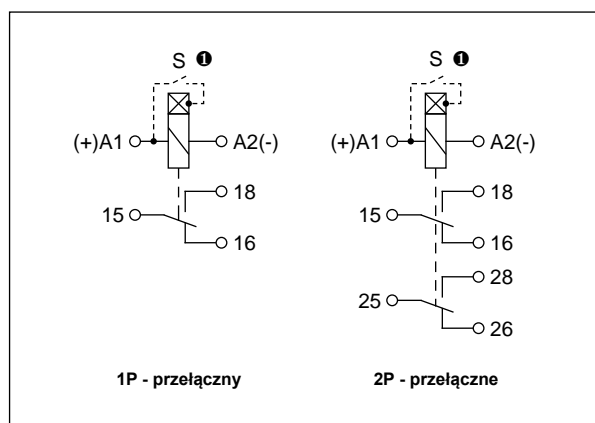 S ❶
(+)A1 A2(-)
18
15
16
1P - przełączny
S ❶
(+)A1 A2(-)
18
15
16
28
25
26
2P - przełączne